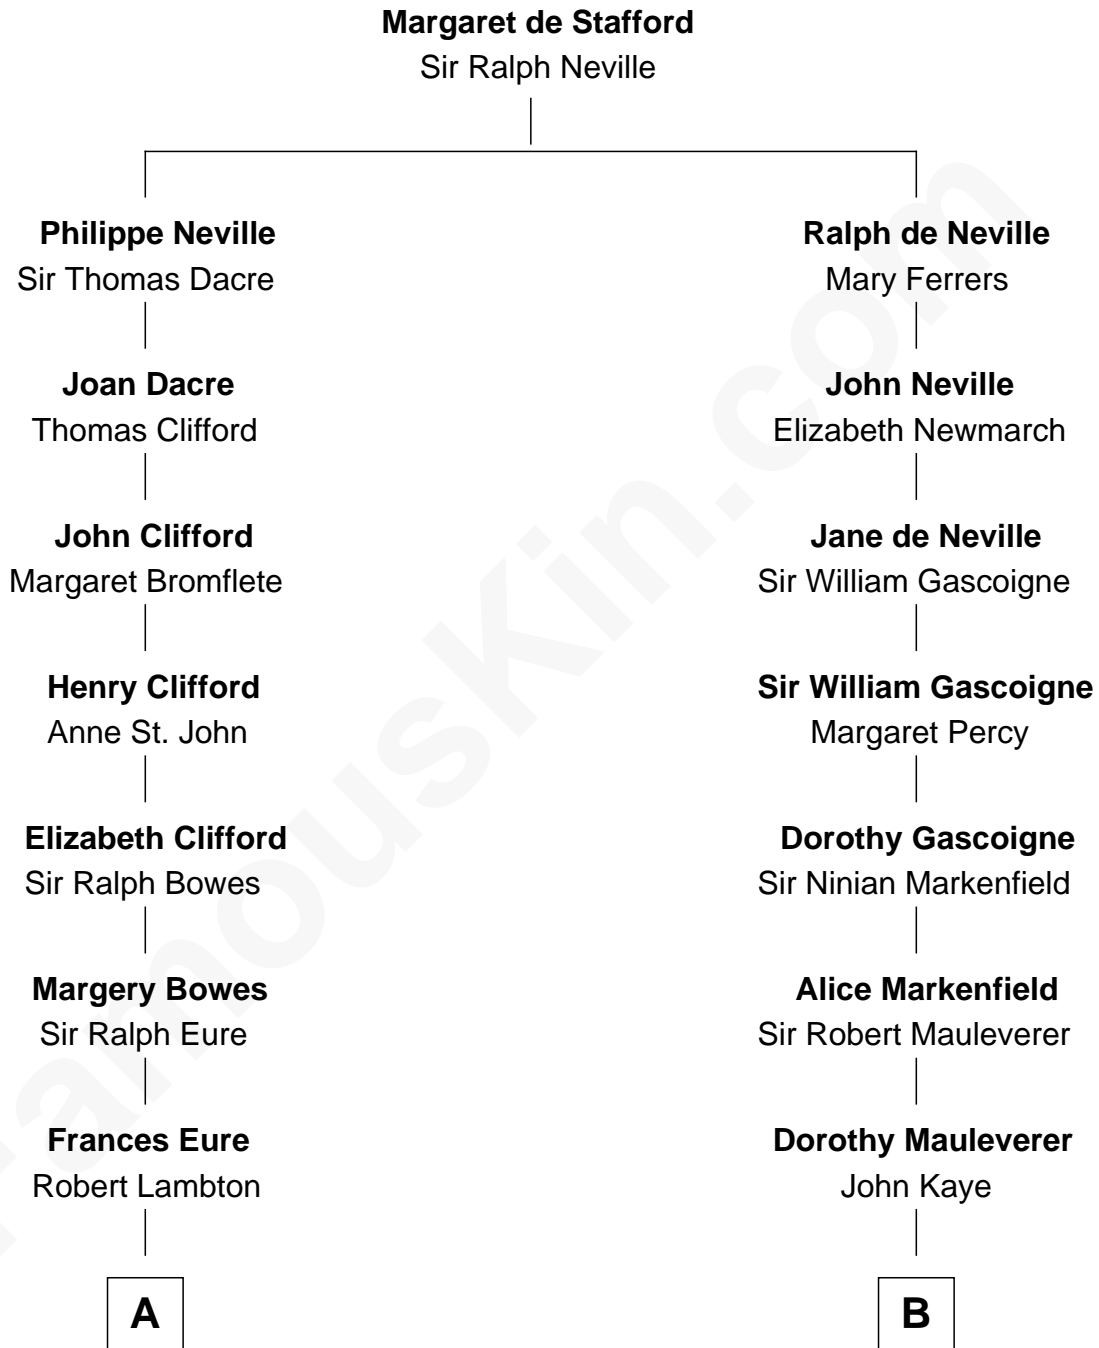 Margaret de Stafford
Sir Ralph Neville
Philippe Neville
Sir Thomas Dacre
Joan Dacre
Thomas Clifford
John Clifford
Margaret Bromflete
Henry Clifford
Anne St. John
Elizabeth Clifford
Sir Ralph Bowes
Margery Bowes
Sir Ralph Eure
Frances Eure
Robert Lambton
A
Ralph de Neville
Mary Ferrers
John Neville
Elizabeth Newmarch
Jane de Neville
Sir William Gascoigne
Sir William Gascoigne
Margaret Percy
Dorothy Gascoigne
Sir Ninian Markenfield
Alice Markenfield
Sir Robert Mauleverer
Dorothy Mauleverer
John Kaye
B
FamousKin.com